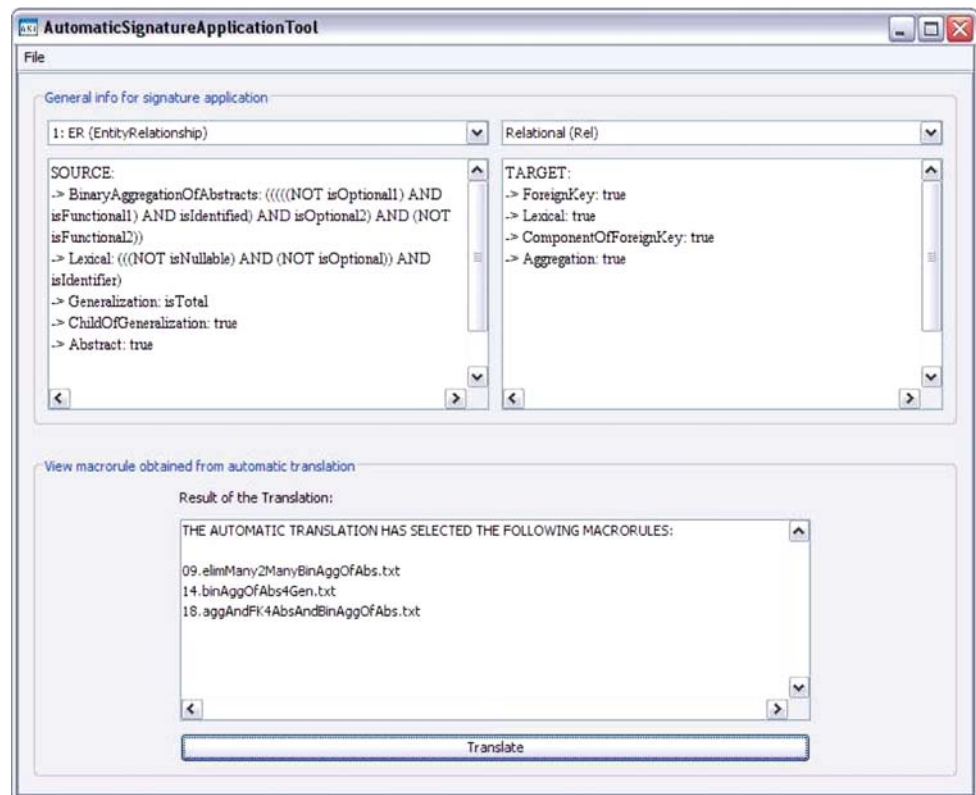 AutomaticSignatureApplicationTool
File
General info for signature application
1: ER (EntityRelationship)
Relational (Rel)
SOURCE:
-> BinaryAggregationOfAbstracts: (((((NOT isOptional1) AND
isFunctional1) AND isIdentified) AND isOptional2) AND (NOT
isFunctional2))
-> Lexical: (((NOT isNullable) AND (NOT isOptional)) AND
isIdentifier)
-> Generalization: isTotal
-> ChildOfGeneralization: true
-> Abstract: true
TARGET:
-> ForeignKey: true
-> Lexical: true
-> ComponentOfForeignKey: true
-> Aggregation: true
View macrorule obtained from automatic translation
Result of the Translation:
THE AUTOMATIC TRANSLATION HAS SELECTED THE FOLLOWING MACRORULES:
09.elimMany2ManyBinAggOfAbs.txt
14.binAggOfAbs4Gen.txt
18.aggAndFK4AbsAndBinAggOfAbs.txt
Translate